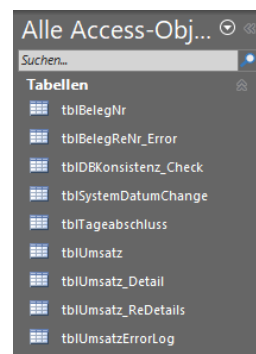 Alle Access-Obj...
Suchen...
Tabellen
tblBelegNr
tblBelegReNr_Error
tblDBKonsistenz_Check
tblSystemDatumChange
tblTageabschluss
tblUmsatz
tblUmsatz_Detail
tblUmsatz_ReDetails
tblUmsatzErrorLog